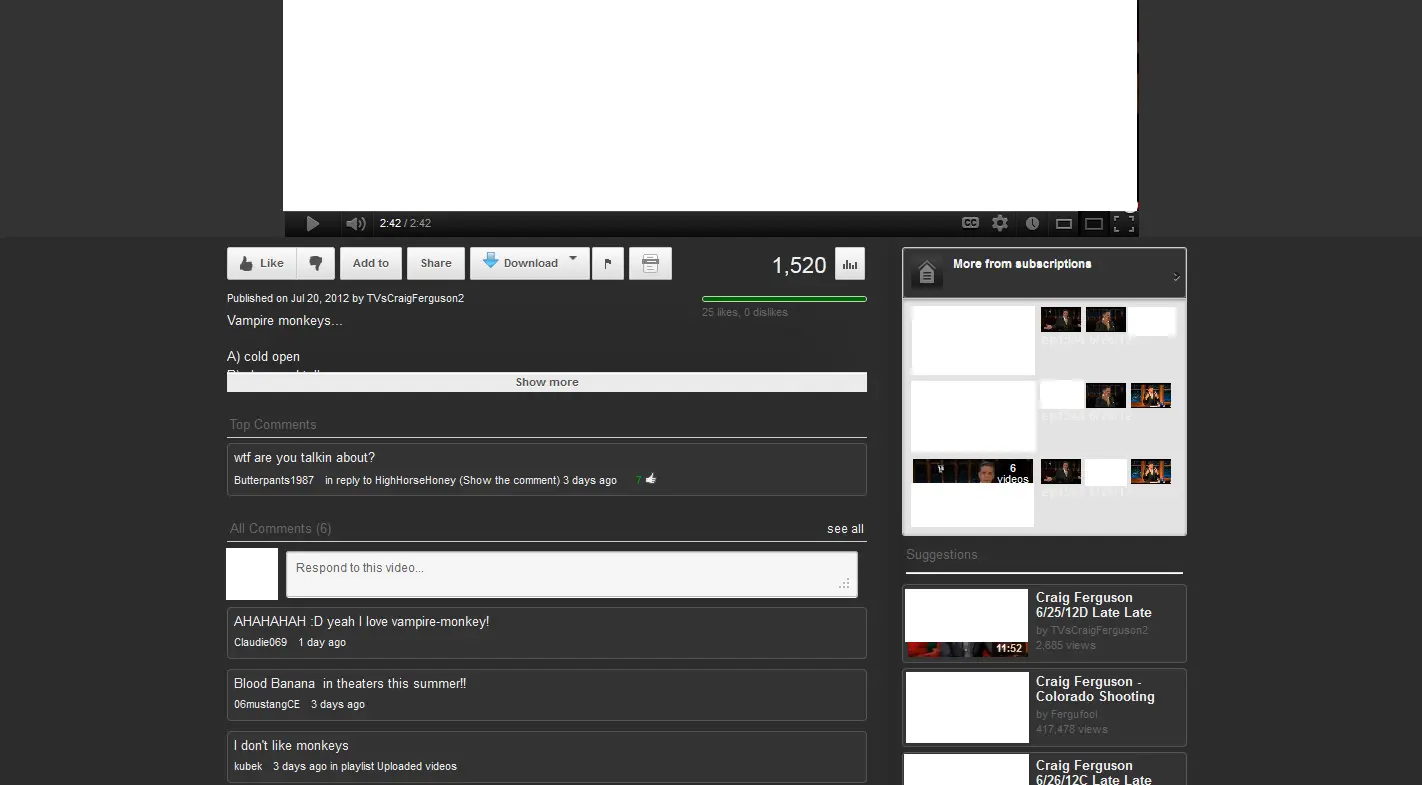 2:42 / 2:42
CC
Like
Add to
Share
Download
1,520
Published on Jul 20, 2012 by TVsCraigFerguson2
25 likes, 0 dislikes
Vampire monkeys...
A) cold open
Show more
Top Comments
wtf are you talkin about?
Butterpants1987 in reply to HighHorseHoney (Show the comment) 3 days ago 7
All Comments (6)
see all
Respond to this video...
AHAHAHAH :D yeah I love vampire-monkey!
Claudie069 1 day ago
Blood Banana in theaters this summer!!
06mustangCE 3 days ago
I don't like monkeys
kubek 3 days ago in playlist Uploaded videos
More from subscriptions
6
videos
Suggestions
Craig Ferguson
6/25/12D Late Late
by TVsCraigFerguson2
2,685 views
11:52
Craig Ferguson -
Colorado Shooting
by Fergufool
417,478 views
Craig Ferguson
6/26/12C Late Late